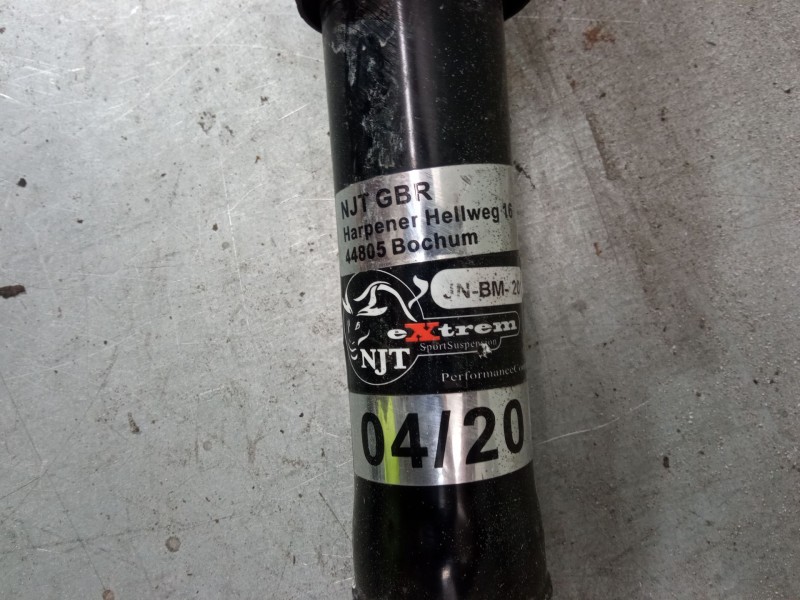 NJT GBR
Harpener Hellweg 16
44805 Bochum
JN-BM-20
eXtrem
SportSuspension
NJT
04/20